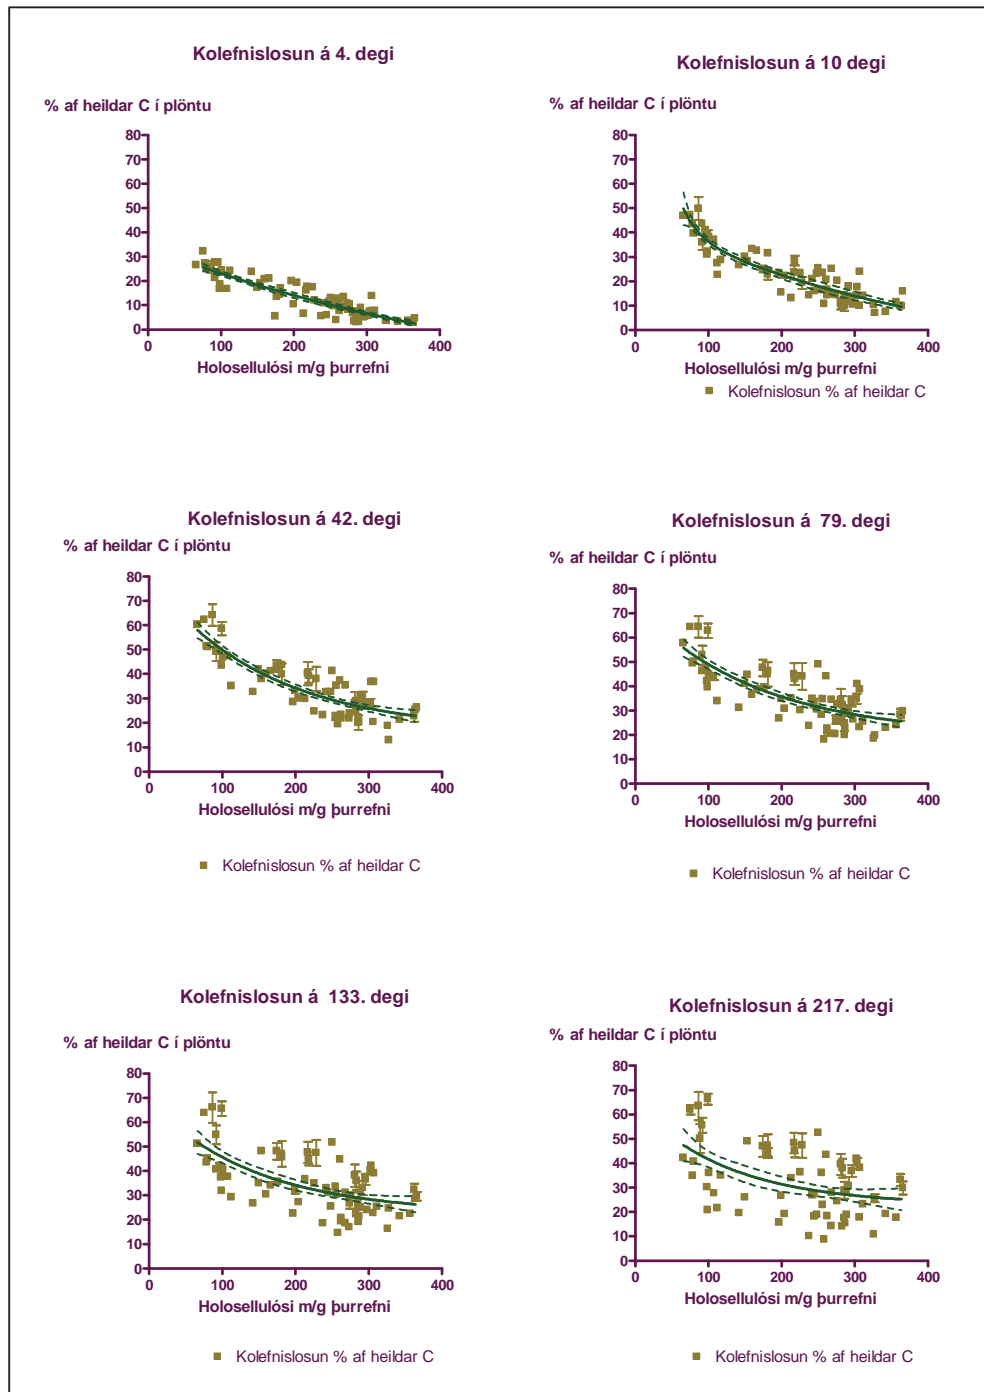 Kolefnislosun á 4. degi
% af heildar C í plöntu
80
70
60
50
40
30
20
10
0
0 100 200 300 400
Holosellulósi m/g þurrefni
Kolefnislosun á 10 degi
% af heildar C í plöntu
80
70
60
50
40
30
20
10
0
0 100 200 300 400
Holosellulósi m/g þurrefni
Kolefnislosun % af heildar C
Kolefnislosun á 42. degi
% af heildar C í plöntu
80
70
60
50
40
30
20
10
0
0 100 200 300 400
Holosellulósi m/g þurrefni
Kolefnislosun % af heildar C
Kolefnislosun á 79. degi
% af heildar C í plöntu
80
70
60
50
40
30
20
10
0
0 100 200 300 400
Holosellulósi m/g þurrefni
Kolefnislosun % af heildar C
Kolefnislosun á 133. degi
% af heildar C í plöntu
80
70
60
50
40
30
20
10
0
0 100 200 300 400
Holosellulósi m/g þurrefni
Kolefnislosun % af heildar C
Kolefnislosun á 217. degi
% af heildar C í plöntu
80
70
60
50
40
30
20
10
0
0 100 200 300 400
Holosellulósi m/g þurrefni
Kolefnislosun % af heildar C